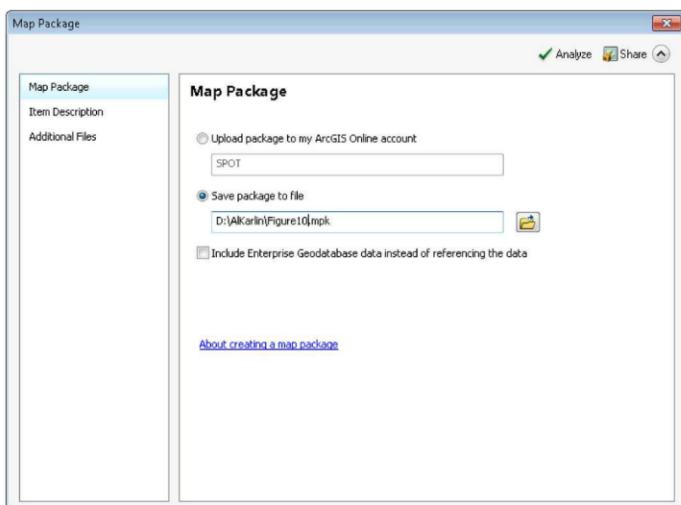 Map Package
Analyze Share
Map Package
Item Description
Additional Files
Map Package
Upload package to my ArcGIS Online account
SPOT
Save package to file
D:\AlKarlin\Figure10.mpk
Include Enterprise Geodatabase data instead of referencing the data
About creating a map package